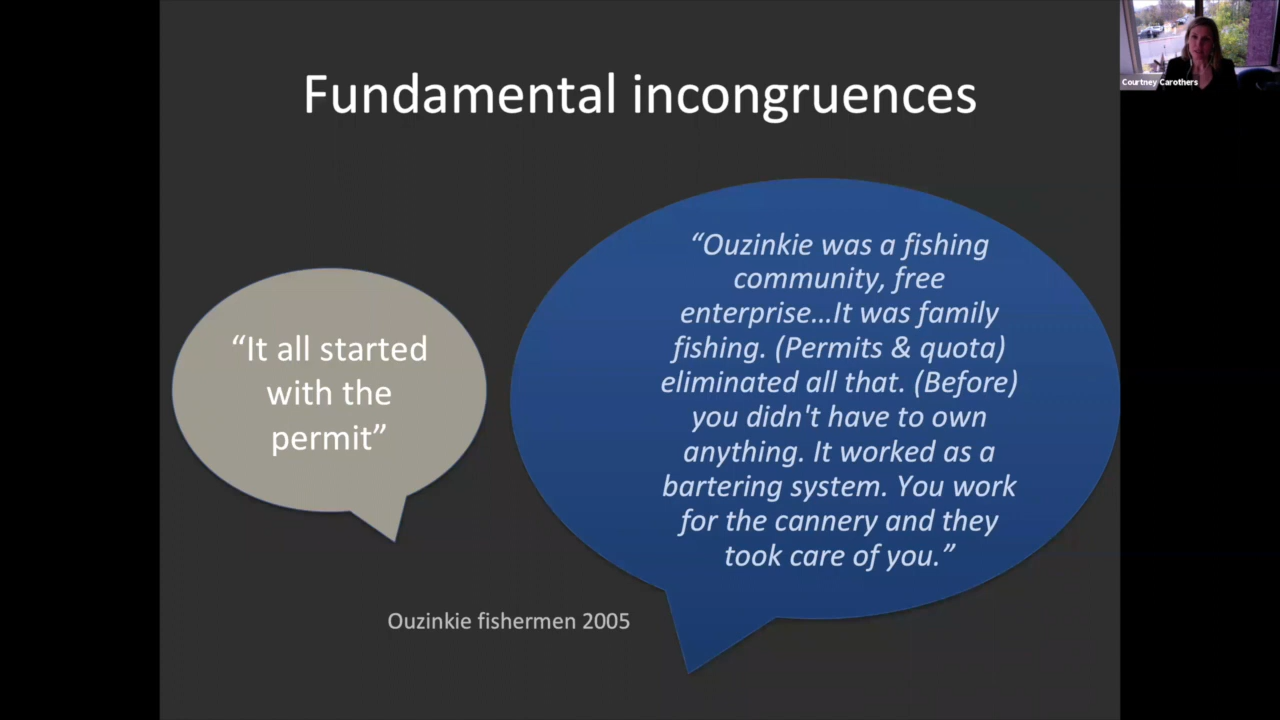 Fundamental incongruences
Courtney Carothers
“It all started
with the
permit”
“Ouzinkie was a fishing
community, free
enterprise...It was family
fishing. (Permits & quota)
eliminated all that. (Before)
you didn't have to own
anything. It worked as a
bartering system. You work
for the cannery and they
took care of you.”
Ouzinkie fishermen 2005